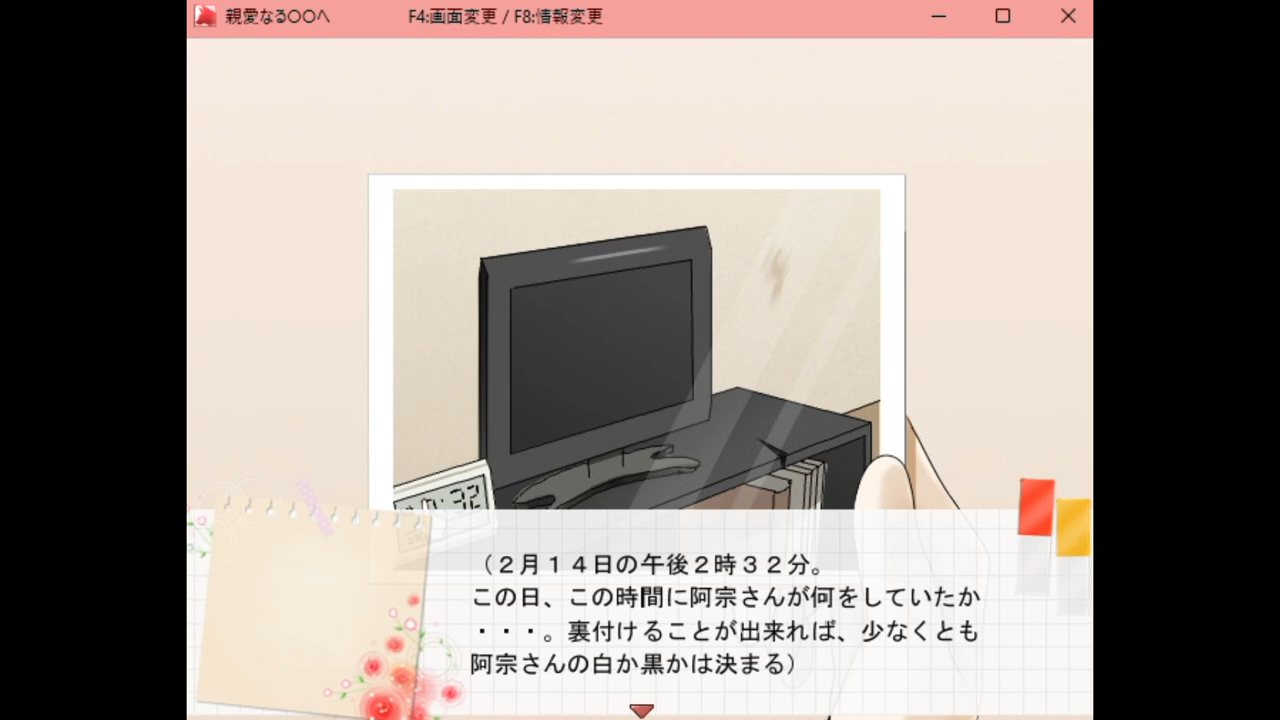 親愛なる○○へ F4:画面変更 / F8:情報変更
（２月１４日の午後２時３２分。
この日、この時間に阿宗さんが何をしていたか
・・・。裏付けることが出来れば、少なくとも
阿宗さんの白か黒かは決まる）